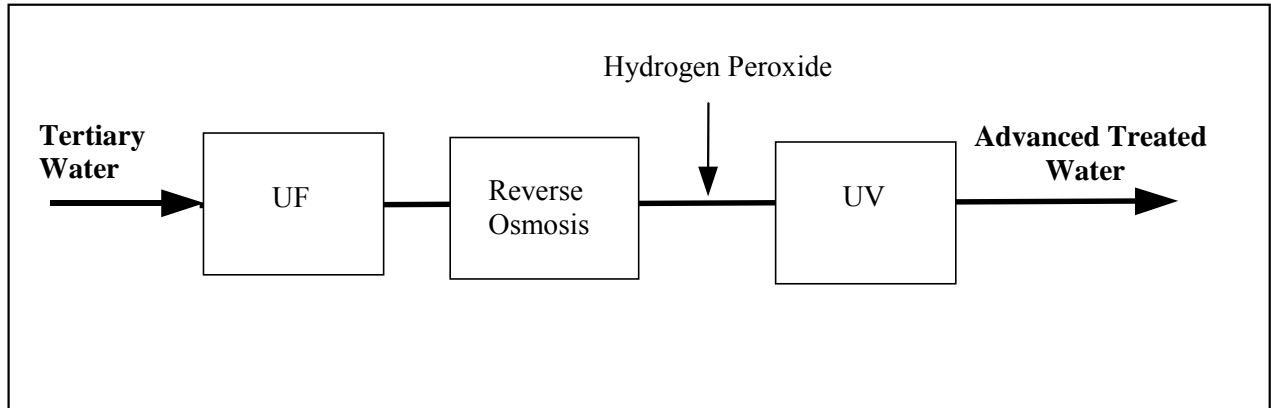 Hydrogen Peroxide
Tertiary
Water
UF
Reverse
Osmosis
UV
Advanced Treated
Water